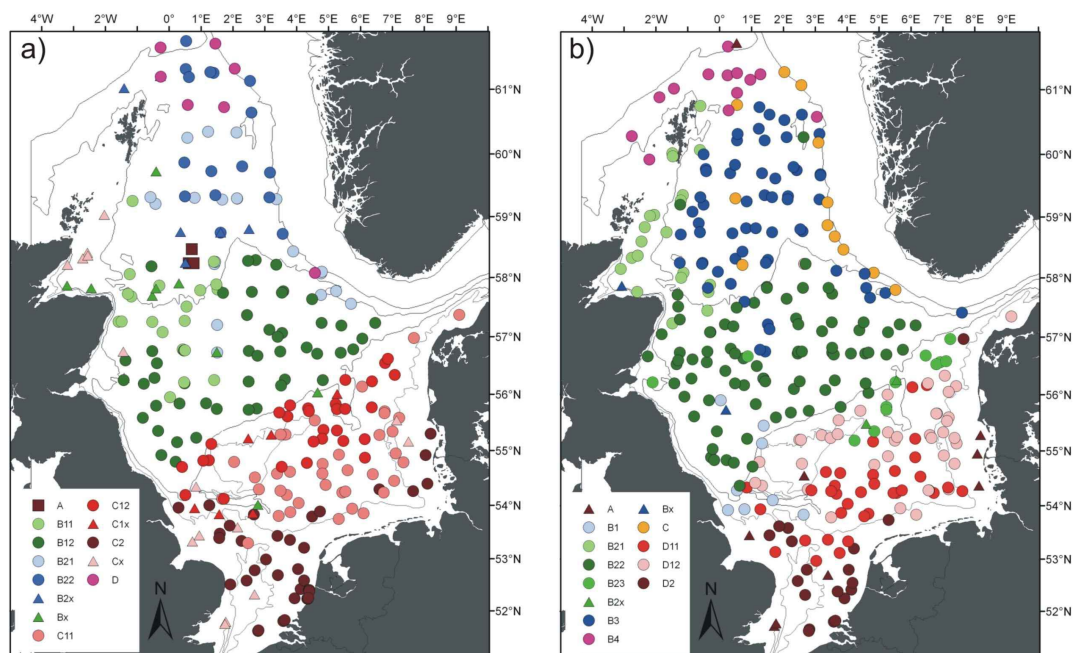 4°W 2°W 0° 1°E 2°E 3°E 4°E 5°E 6°E 7°E 8°E 9°E
a)
61°N
60°N
59°N
58°N
57°N
56°N
55°N
54°N
53°N
52°N
A C12
B11 C1x
B12 C2
B21 Cx
B22 D
B2x
Bx
C11
N
4°W 2°W 0° 1°E 2°E 3°E 4°E 5°E 6°E 7°E 8°E 9°E
b)
61°N
60°N
59°N
58°N
57°N
56°N
55°N
54°N
53°N
52°N
A Bx
B1 C
B21 D11
B22 D12
B23 D2
B2x
B3
B4
N